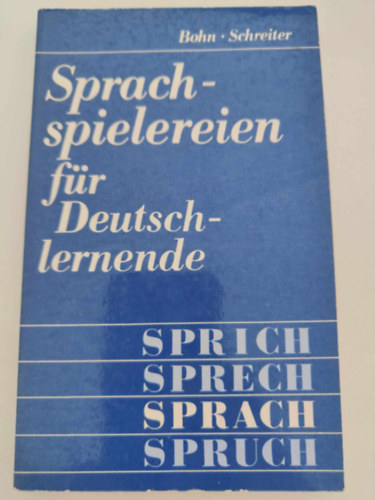 Bohn · Schreiter
Sprach-
spielereien
für
Deutsch-
lernende
SPRICH
SPRECH
SPRACH
SPRUCH